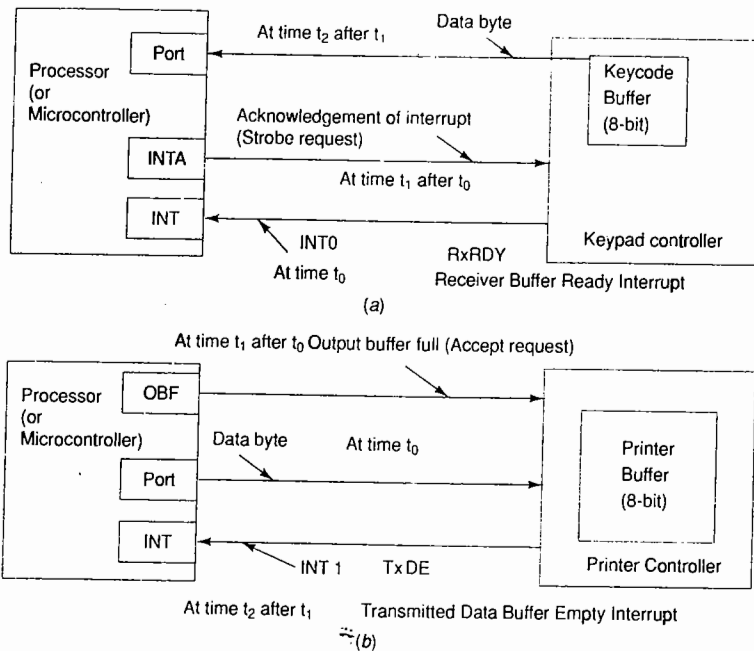 At time t₂ after t₁
Data byte
Processor
(or
Microcontroller)
Port
Keycode
Buffer
(8-bit)
Acknowledgement of interrupt
(Strobe request)
INTA
At time t₁ after t₀
INT
INT0
At time t₀
RxRDY
Receiver Buffer Ready Interrupt
Keypad controller
(a)
At time t₁ after t₀ Output buffer full (Accept request)
Processor
(or
Microcontroller)
OBF
Data byte
At time t₀
Port
Printer
Buffer
(8-bit)
INT
INT 1
TxDE
Printer Controller
At time t₂ after t₁
Transmitted Data Buffer Empty Interrupt
(b)